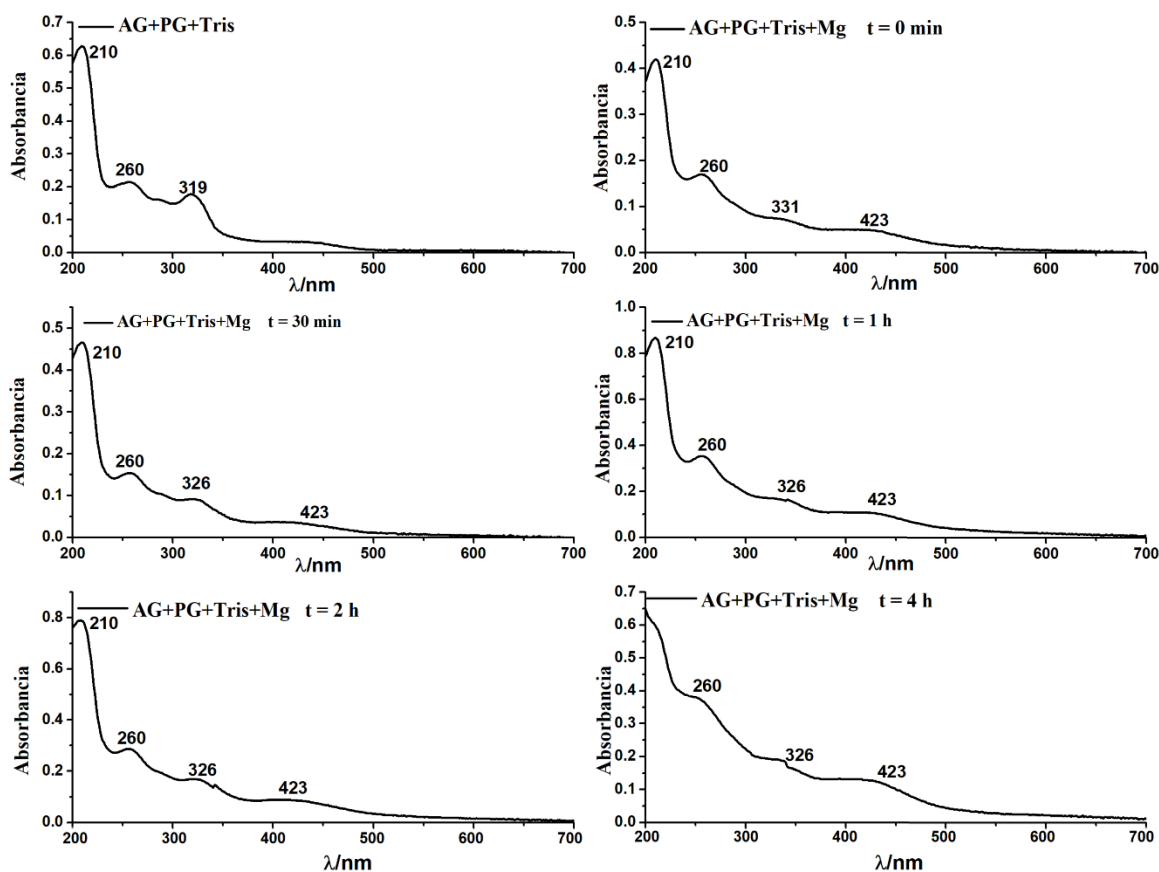 AG+PG+Tris
Absorbancia
0.7
0.6
0.5
0.4
0.3
0.2
0.1
0.0
210
260
319
200 300 400 500 600 700
λ/nm
AG+PG+Tris+Mg t = 0 min
Absorbancia
0.4
0.3
0.2
0.1
0.0
210
260
331
423
200 300 400 500 600 700
λ/nm
AG+PG+Tris+Mg t = 30 min
Absorbancia
0.5
0.4
0.3
0.2
0.1
0.0
210
260
326
423
200 300 400 500 600 700
λ/nm
AG+PG+Tris+Mg t = 1 h
Absorbancia
1.0
0.8
0.6
0.4
0.2
0.0
210
260
326
423
200 300 400 500 600 700
λ/nm
AG+PG+Tris+Mg t = 2 h
Absorbancia
0.8
0.6
0.4
0.2
0.0
210
260
326
423
200 300 400 500 600 700
λ/nm
AG+PG+Tris+Mg t = 4 h
Absorbancia
0.7
0.6
0.5
0.4
0.3
0.2
0.1
0.0
260
326
423
200 300 400 500 600 700
λ/nm